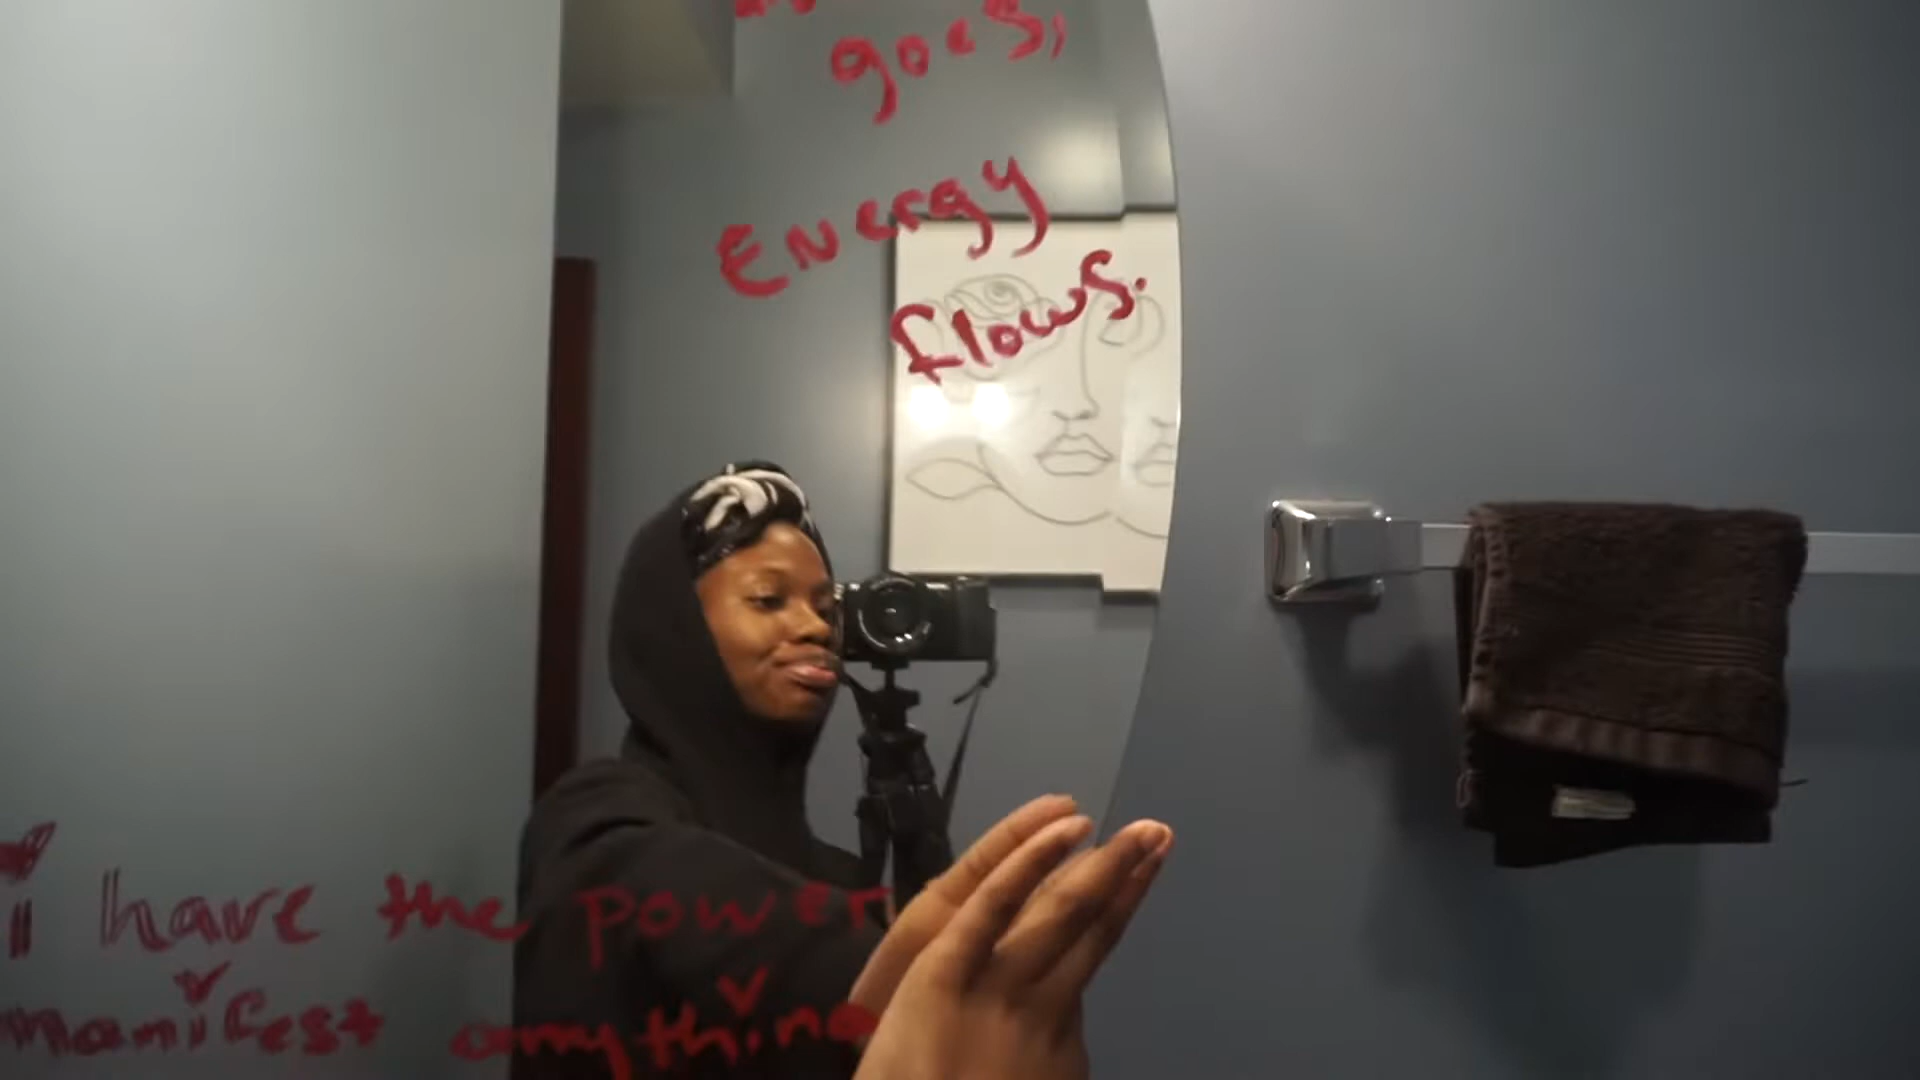 goes,
Energy
flows.
i have the power
manifest anything